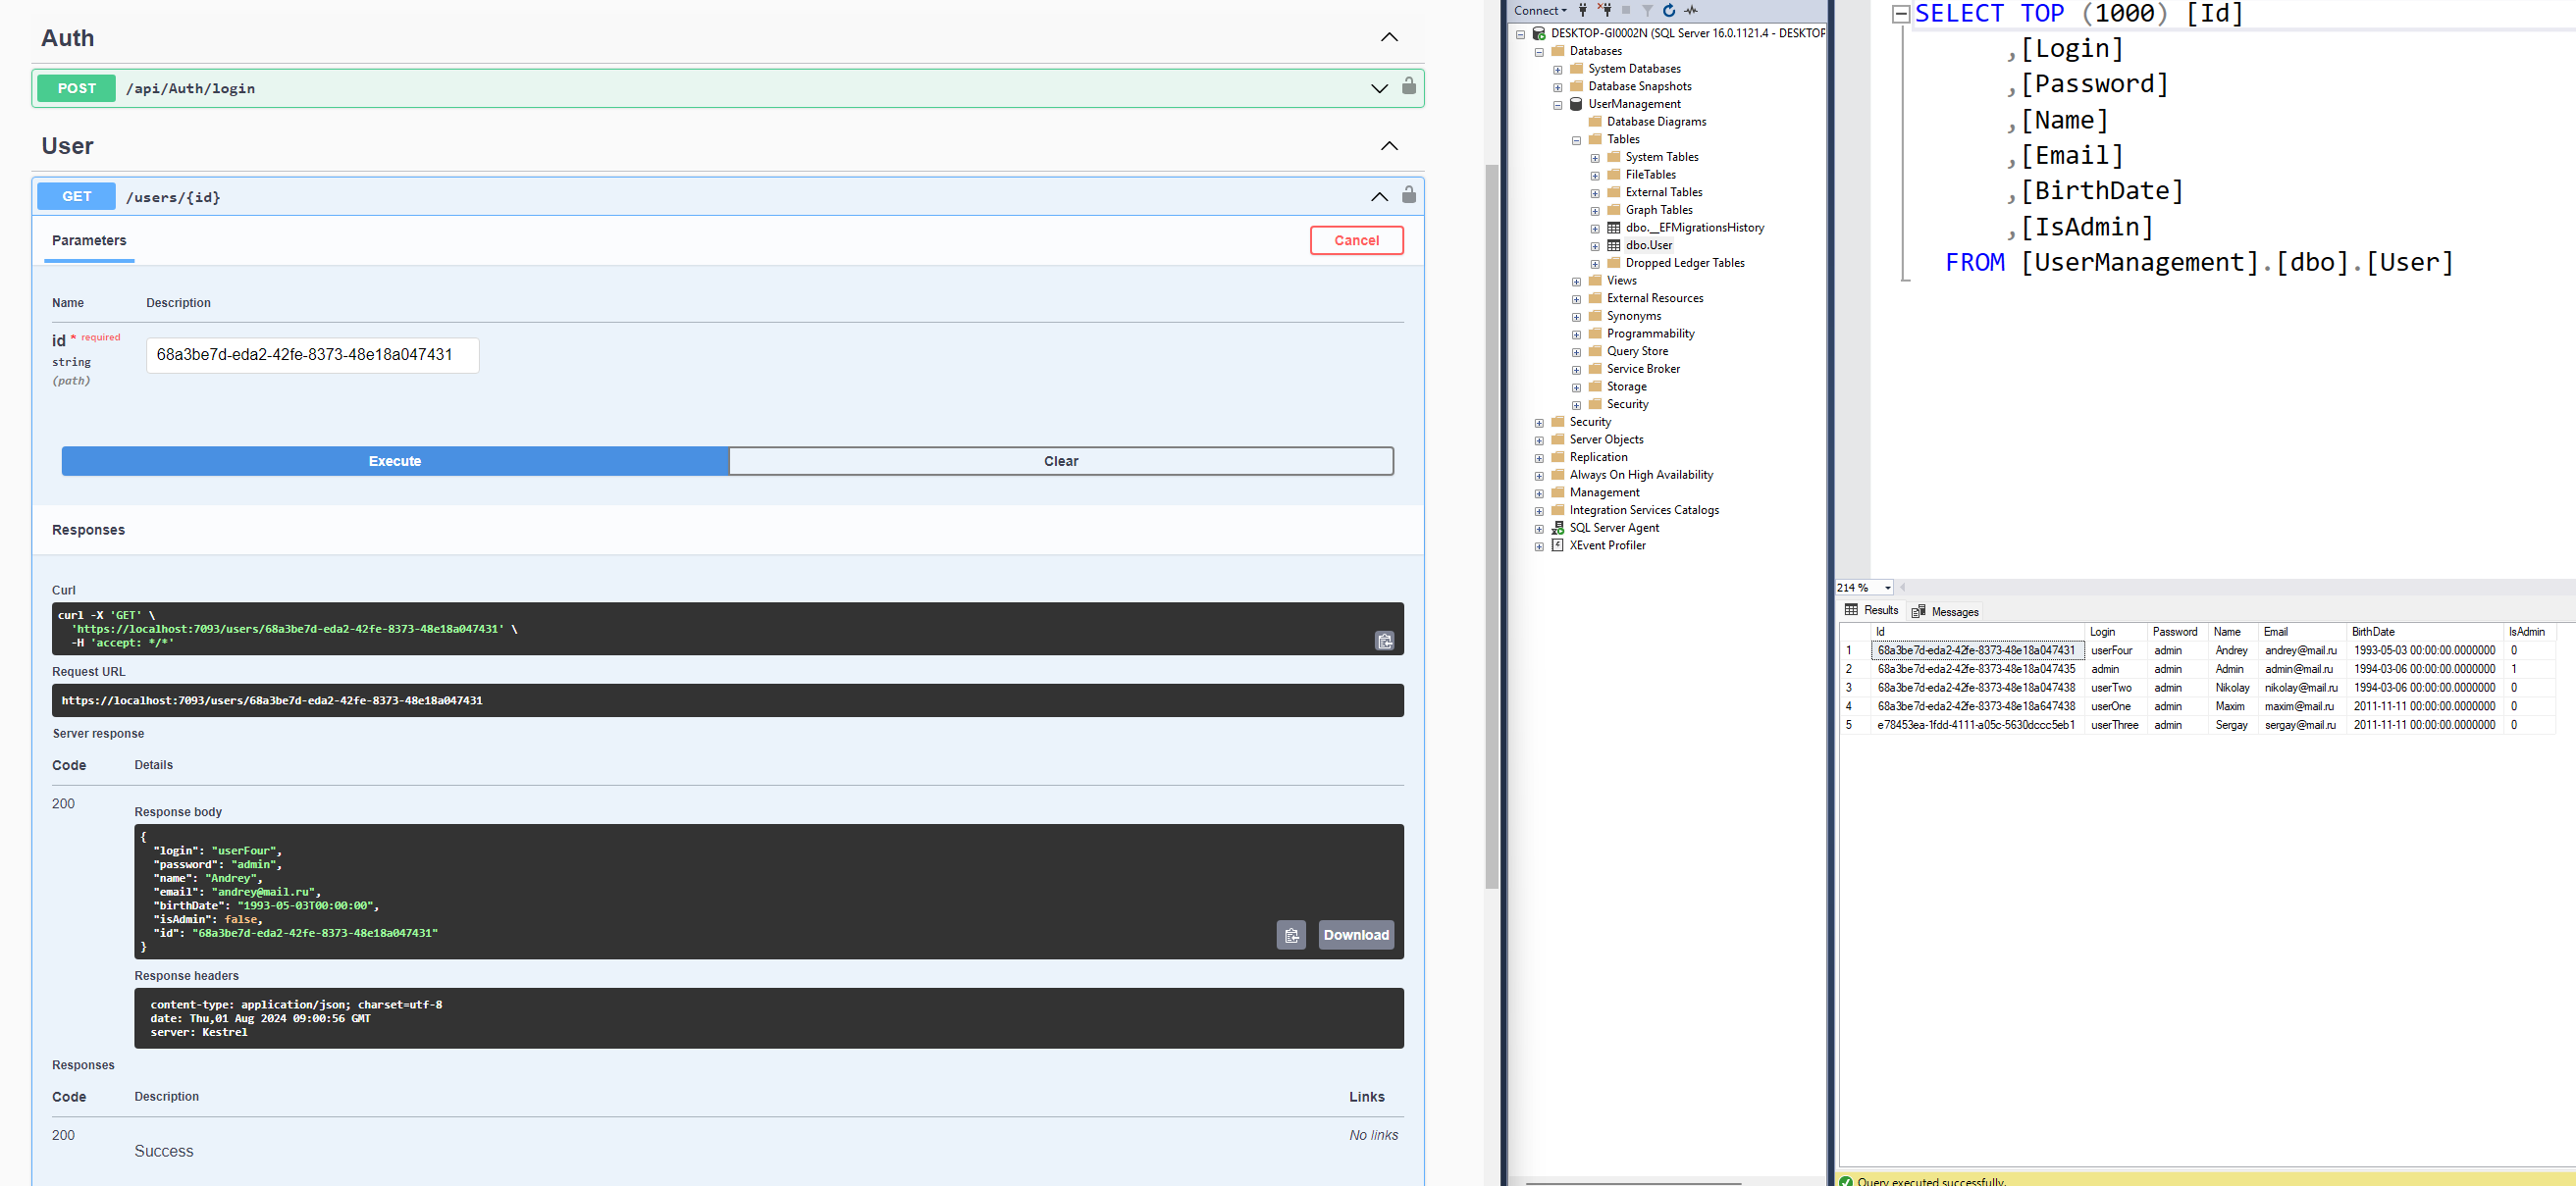 Auth
POST /api/Auth/login
User
GET /users/{id}
Parameters
Cancel
Name Description
id * required
string
(path)
68a3be7d-eda2-42fe-8373-48e18a047431
Execute Clear
Responses
Curl
curl -X 'GET' \
'https://localhost:7093/users/68a3be7d-eda2-42fe-8373-48e18a047431' \
-H 'accept: */*'
Request URL
https://localhost:7093/users/68a3be7d-eda2-42fe-8373-48e18a047431
Server response
Code Details
200
Response body
{
"login": "userFour",
"password": "admin",
"name": "Andrey",
"email": "andrey@mail.ru",
"birthDate": "1993-05-03T00:00:00",
"isAdmin": false,
"id": "68a3be7d-eda2-42fe-8373-48e18a047431"
}
Download
Response headers
content-type: application/json; charset=utf-8
date: Thu,01 Aug 2024 09:00:56 GMT
server: Kestrel
Responses
Code Description Links
200
Success
No links
Connect
DESKTOP-GI0002N (SQL Server 16.0.1121.4 - DESKTOP
Databases
System Databases
Database Snapshots
UserManagement
Database Diagrams
Tables
System Tables
FileTables
External Tables
Graph Tables
dbo.__EFMigrationsHistory
dbo.User
Dropped Ledger Tables
Views
External Resources
Synonyms
Programmability
Query Store
Service Broker
Storage
Security
Security
Server Objects
Replication
Always On High Availability
Management
Integration Services Catalogs
SQL Server Agent
XEvent Profiler
SELECT TOP (1000) [Id]
,[Login]
,[Password]
,[Name]
,[Email]
,[BirthDate]
,[IsAdmin]
FROM [UserManagement].[dbo].[User]
214 %
Results Messages
Id Login Password Name Email BirthDate IsAdmin
1 68a3be7d-eda2-42fe-8373-48e18a047431 userFour admin Andrey andrey@mail.ru 1993-05-03 00:00:00.0000000 0
2 68a3be7d-eda2-42fe-8373-48e18a047435 admin admin Admin admin@mail.ru 1994-03-06 00:00:00.0000000 1
3 68a3be7d-eda2-42fe-8373-48e18a047438 userTwo admin Nikolay nikolay@mail.ru 1994-03-06 00:00:00.0000000 0
4 68a3be7d-eda2-42fe-8373-48e18a647438 userOne admin Maxim maxim@mail.ru 2011-11-11 00:00:00.0000000 0
5 e78453ea-1fdd-4111-a05c-5630dccc5eb1 userThree admin Sergay sergay@mail.ru 2011-11-11 00:00:00.0000000 0
Query executed successfully.